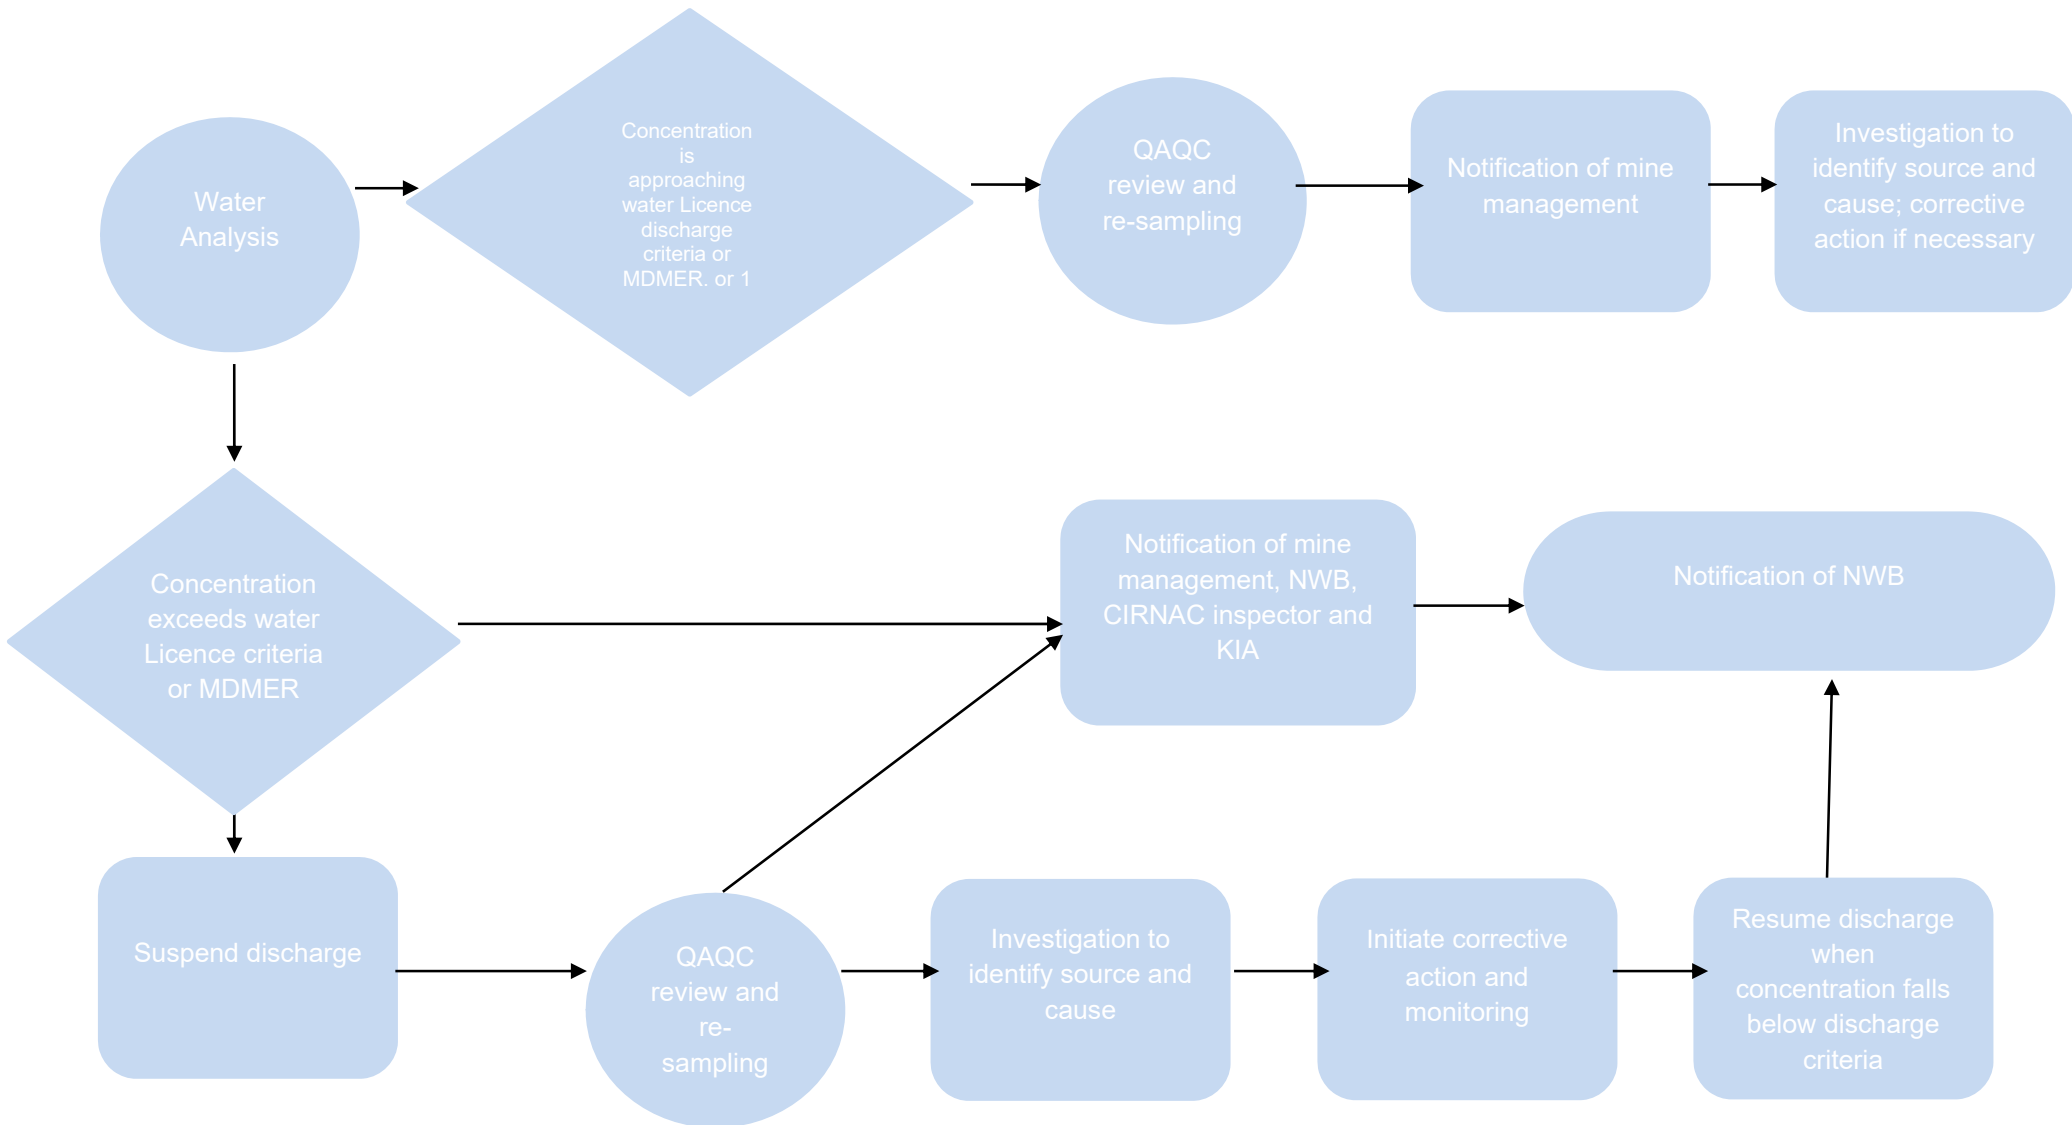 Water
Analysis
Concentration
is
approaching
water Licence
discharge
criteria or
MDMER. or 1
QAQC
review and
re-sampling
Notification of mine
management
Investigation to
identify source and
cause; corrective
action if necessary
Concentration
exceeds water
Licence criteria
or MDMER
Notification of mine
management, NWB,
CIRNAC inspector and
KIA
Notification of NWB
Suspend discharge
QAQC
review and
re-
sampling
Investigation to
identify source and
cause
Initiate corrective
action and
monitoring
Resume discharge
when
concentration falls
below discharge
criteria